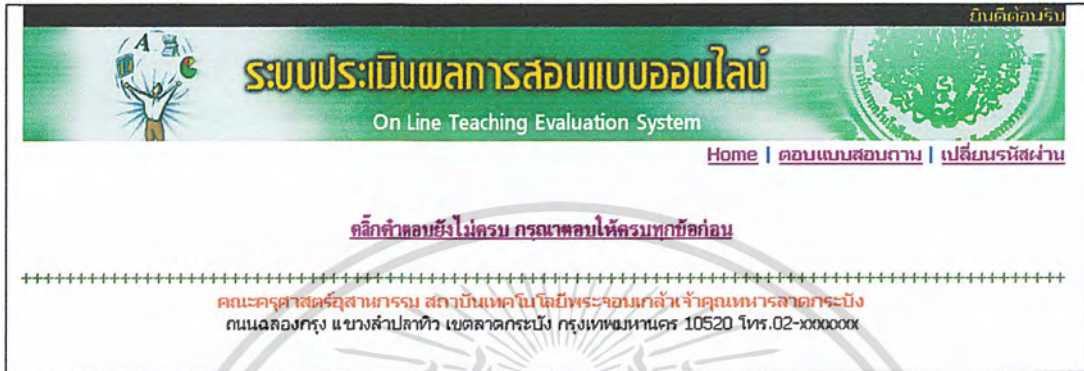 ยินดีต้อนรับ
ระบบประเมินผลการสอนแบบออนไลน์
On Line Teaching Evaluation System
Home | ตอบแบบสอบถาม | เปลี่ยนรหัสผ่าน
คลิ๊กคำตอบยังไม่ครบ กรุณาตอบให้ครบทุกข้อก่อน
คณะครุศาสตร์อุตสาหกรรม สถาบันเทคโนโลยีพระจอมเกล้าเจ้าคุณทหารลาดกระบัง
ถนนฉลองกรุง แขวงลำปลาทิว เขตลาดกระบัง กรุงเทพมหานคร 10520 โทร.02-xxxxxxx